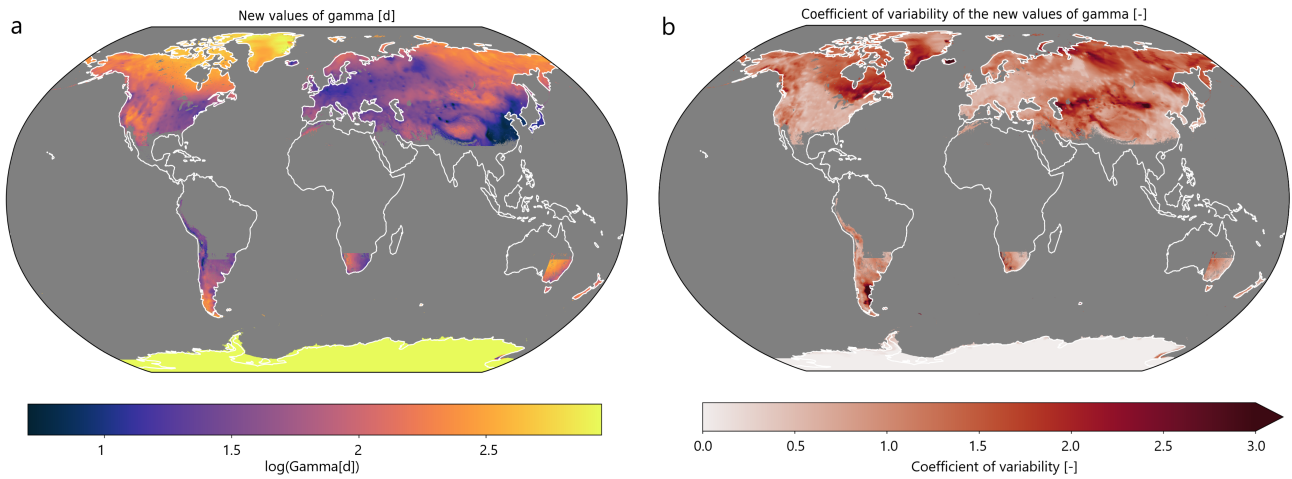 a
New values of gamma [d]
1
1.5
2
2.5
log(Gamma[d])
b
Coefficient of variability of the new values of gamma [-]
0.0
0.5
1.0
1.5
2.0
2.5
3.0
Coefficient of variability [-]